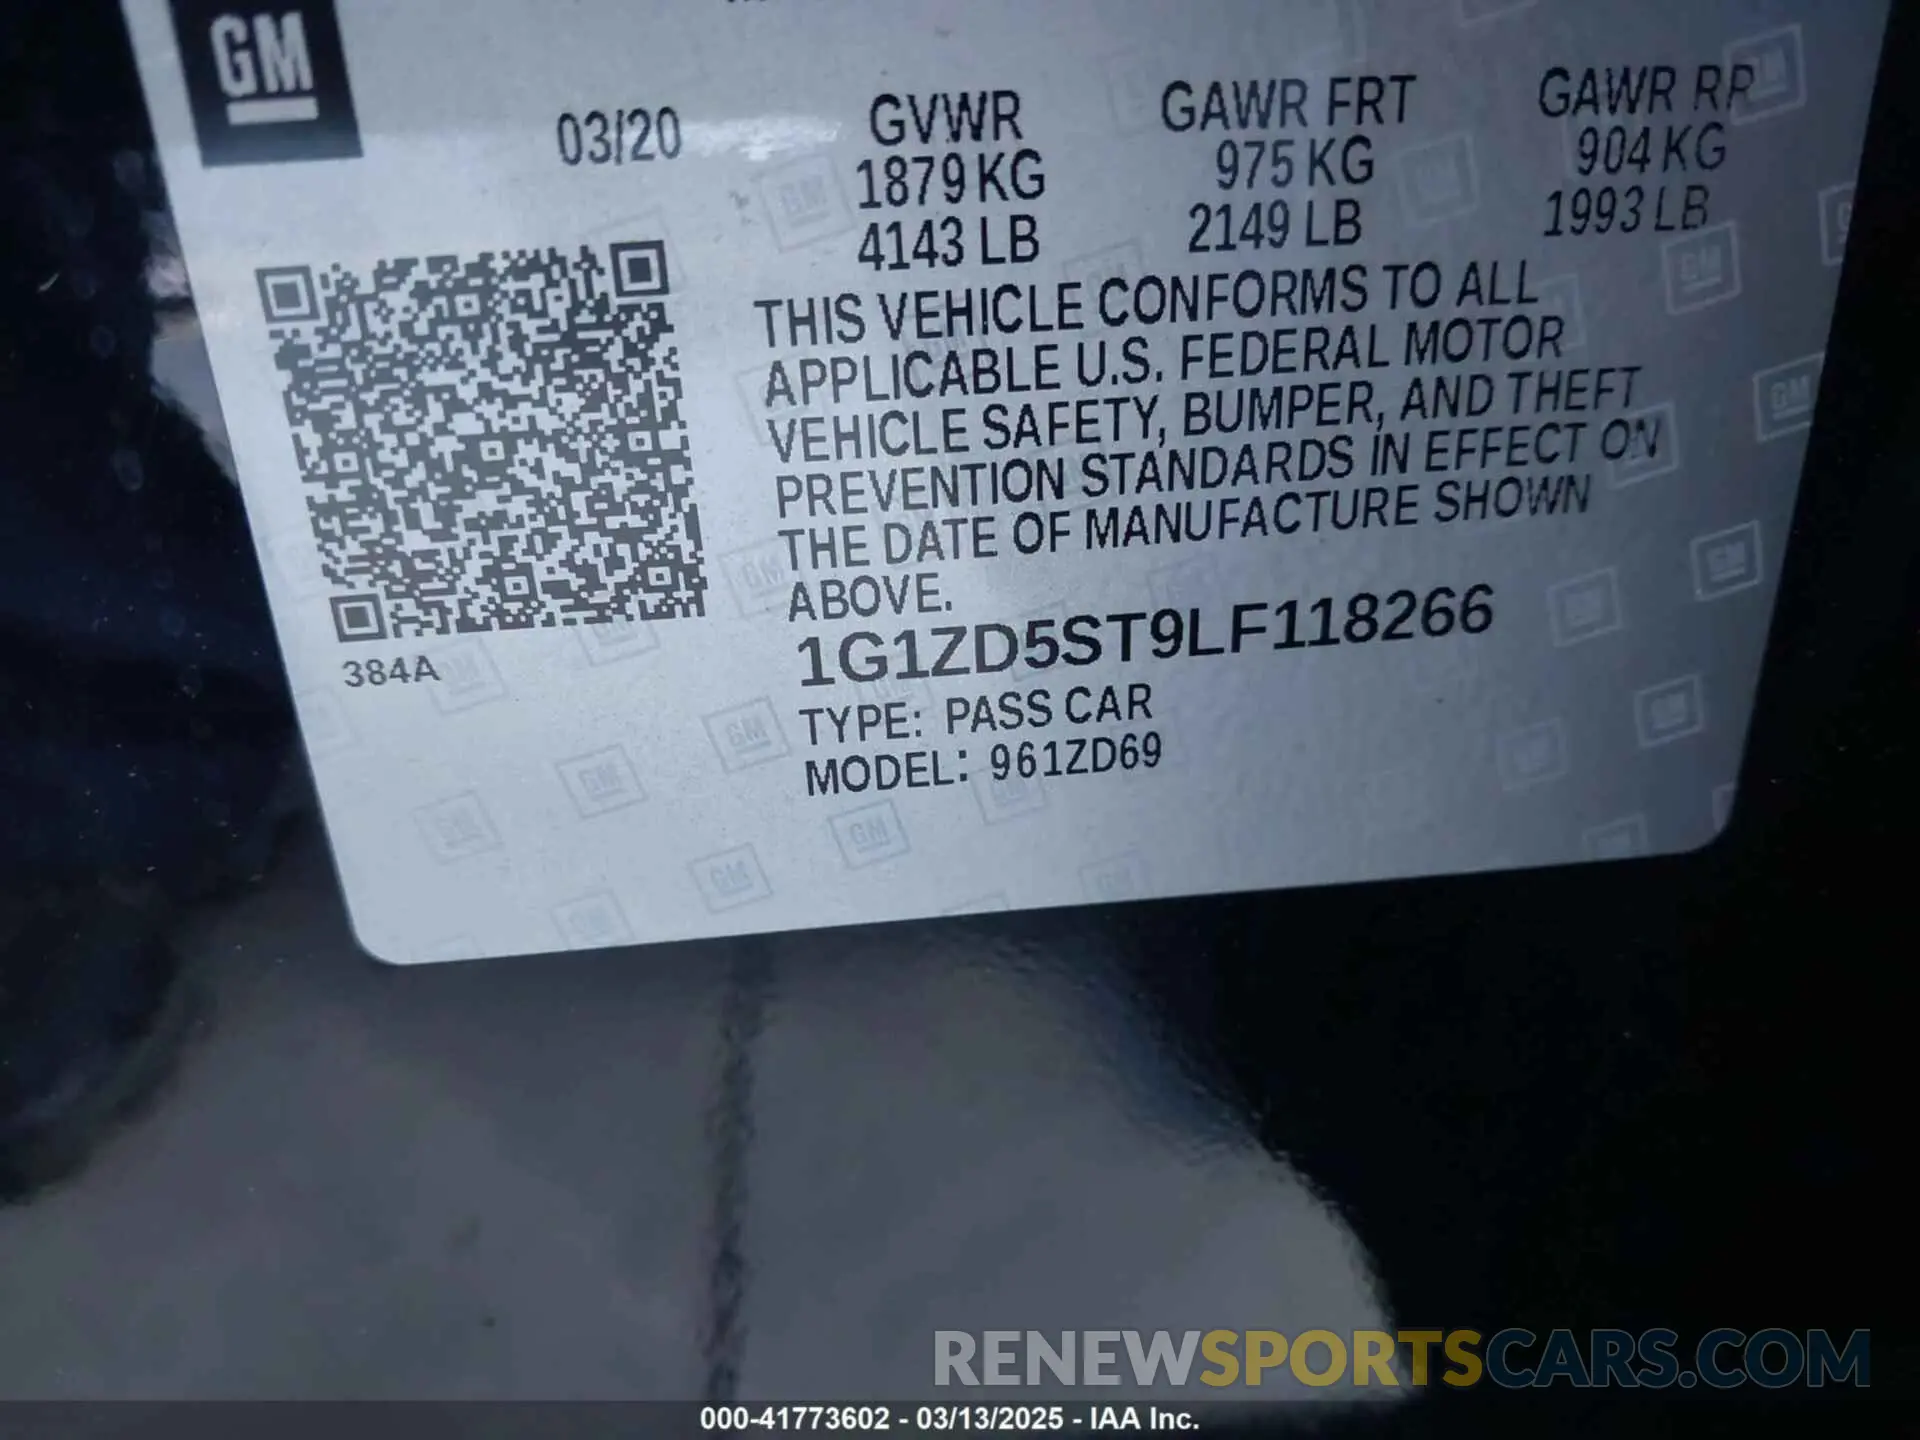 GM
03/20
GVWR GAWR FRT GAWR RR
1879 KG 975 KG 904 KG
4143 LB 2149 LB 1993 LB
THIS VEHICLE CONFORMS TO ALL
APPLICABLE U.S. FEDERAL MOTOR
VEHICLE SAFETY, BUMPER, AND THEFT
PREVENTION STANDARDS IN EFFECT ON
THE DATE OF MANUFACTURE SHOWN
ABOVE.
1G1ZD5ST9LF118266
384A
TYPE: PASS CAR
MODEL: 961ZD69
RENEWSPORTSCARS.COM
000-41773602 - 03/13/2025 - IAA Inc.